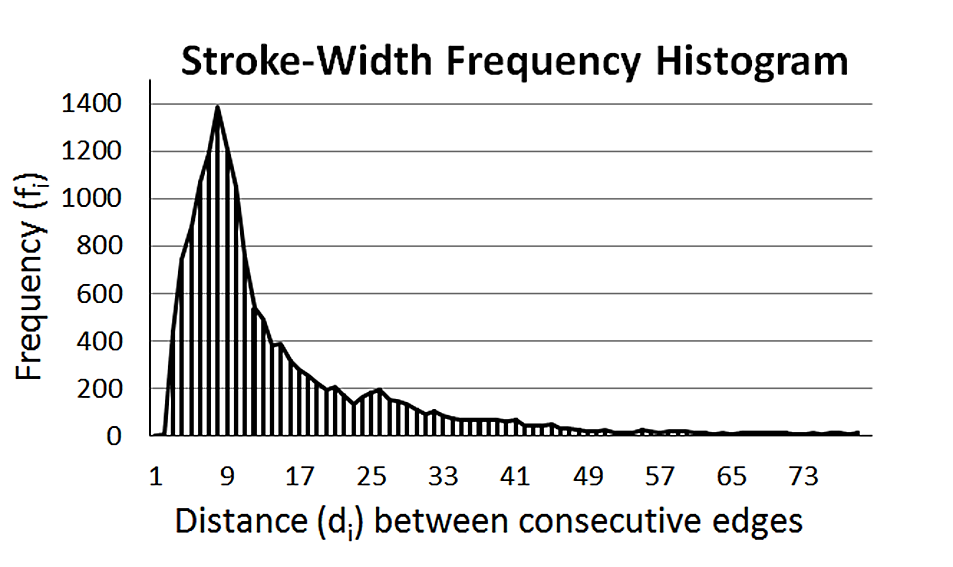 Stroke-Width Frequency Histogram
Frequency (fi)
1400
1200
1000
800
600
400
200
0
1 9 17 25 33 41 49 57 65 73
Distance (di) between consecutive edges